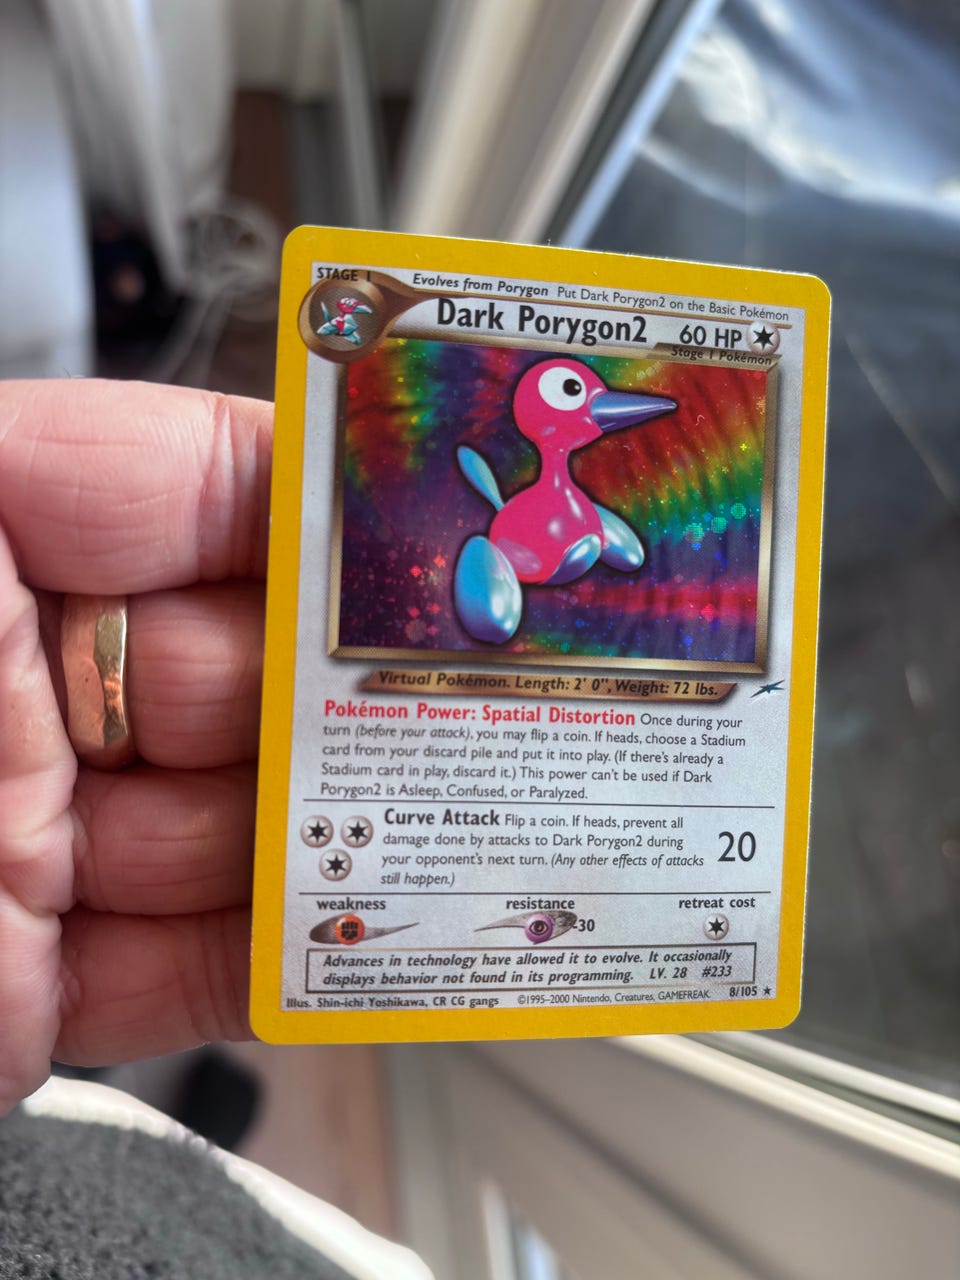 STAGE 1
Evolves from Porygon Put Dark Porygon2 on the Basic Pokémon
Dark Porygon2 60 HP
Stage 1 Pokémon
Virtual Pokémon. Length: 2' 0", Weight: 72 lbs.
Pokémon Power: Spatial Distortion Once during your
turn (before your attack), you may flip a coin. If heads, choose a Stadium
card from your discard pile and put it into play. (If there's already a
Stadium card in play, discard it.) This power can't be used if Dark
Porygon2 is Asleep, Confused, or Paralyzed.
Curve Attack Flip a coin. If heads, prevent all
damage done by attacks to Dark Porygon2 during
your opponent's next turn. (Any other effects of attacks
still happen.)
20
weakness resistance retreat cost
-30
Advances in technology have allowed it to evolve. It occasionally
displays behavior not found in its programming. LV. 28 #233
Illus. Shin-ichi Yoshikawa, CR CG gangs ©1995–2000 Nintendo, Creatures, GAMEFREAK. 8/105 ★